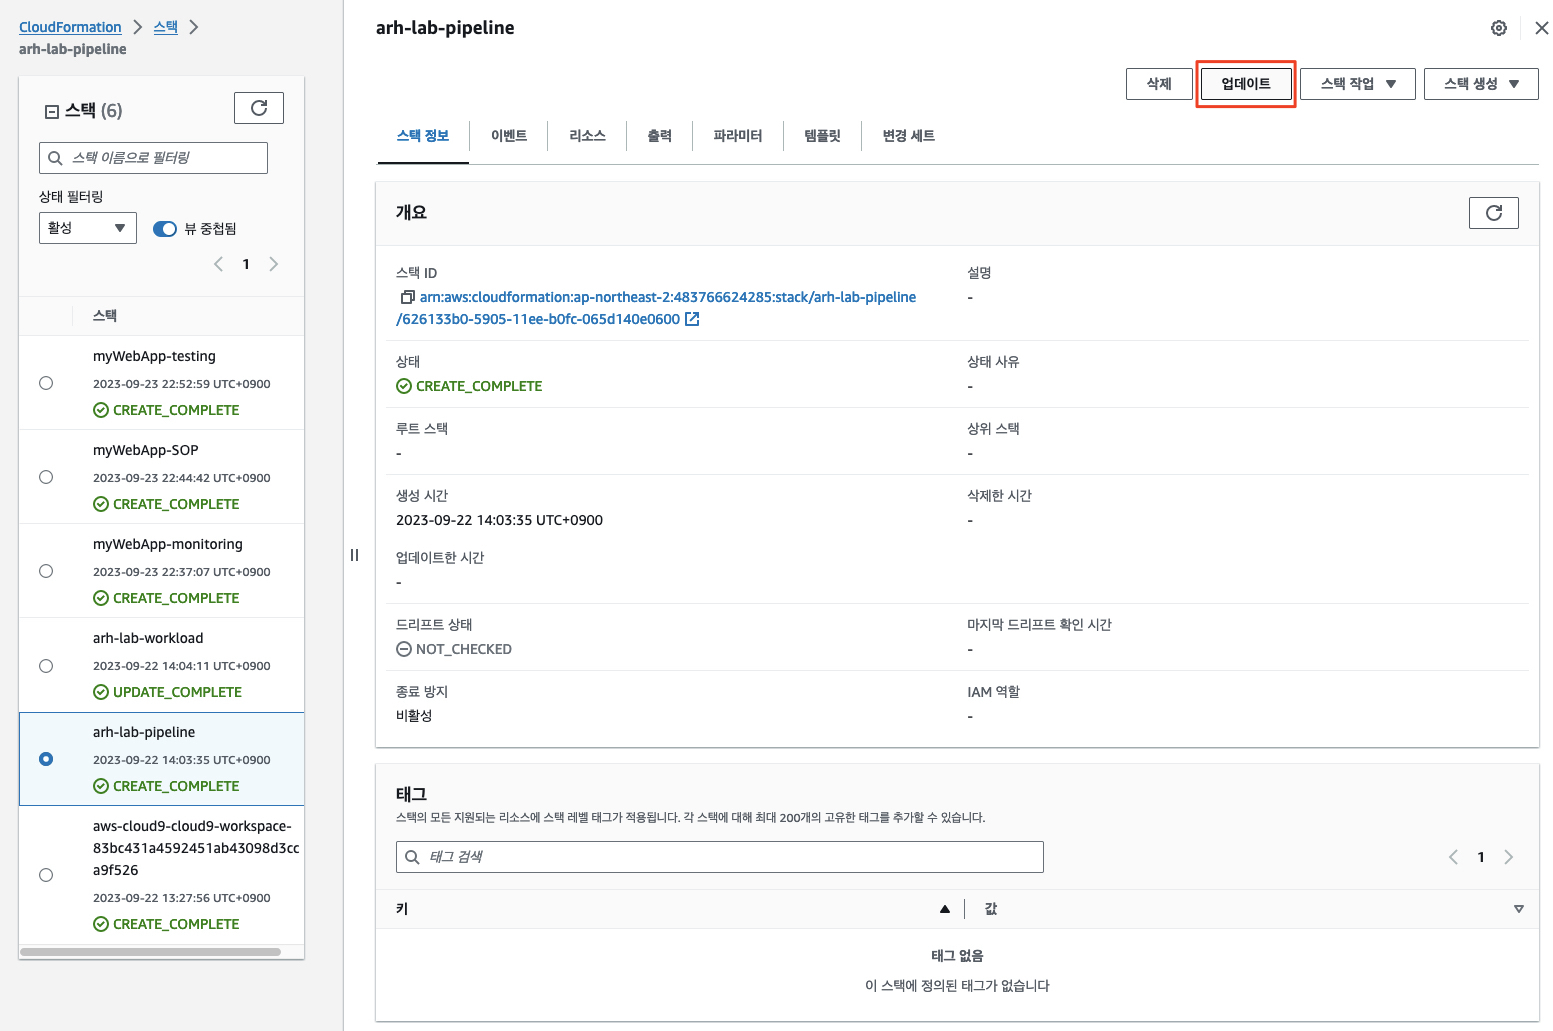 CloudFormation > 스택 >
arh-lab-pipeline
스택 (6)
스택 이름으로 필터링
상태 필터링
활성
뷰 중첩됨
1
스택
myWebApp-testing
2023-09-23 22:52:59 UTC+0900
CREATE_COMPLETE
myWebApp-SOP
2023-09-23 22:44:42 UTC+0900
CREATE_COMPLETE
myWebApp-monitoring
2023-09-23 22:37:07 UTC+0900
CREATE_COMPLETE
arh-lab-workload
2023-09-22 14:04:11 UTC+0900
UPDATE_COMPLETE
arh-lab-pipeline
2023-09-22 14:03:35 UTC+0900
CREATE_COMPLETE
aws-cloud9-cloud9-workspace-
83bc431a4592451ab43098d3cc
a9f526
2023-09-22 13:27:56 UTC+0900
CREATE_COMPLETE
arh-lab-pipeline
삭제 업데이트 스택 작업 스택 생성
스택 정보 이벤트 리소스 출력 파라미터 템플릿 변경 세트
개요
스택 ID
arn:aws:cloudformation:ap-northeast-2:483766624285:stack/arh-lab-pipeline
/626133b0-5905-11ee-b0fc-065d140e0600
설명
-
상태
CREATE_COMPLETE
상태 사유
-
루트 스택
-
상위 스택
-
생성 시간
2023-09-22 14:03:35 UTC+0900
삭제한 시간
-
업데이트한 시간
-
드리프트 상태
NOT_CHECKED
마지막 드리프트 확인 시간
-
종료 방지
비활성
IAM 역할
-
태그
스택의 모든 지원되는 리소스에 스택 레벨 태그가 적용됩니다. 각 스택에 대해 최대 200개의 고유한 태그를 추가할 수 있습니다.
태그 검색
1
키 값
태그 없음
이 스택에 정의된 태그가 없습니다